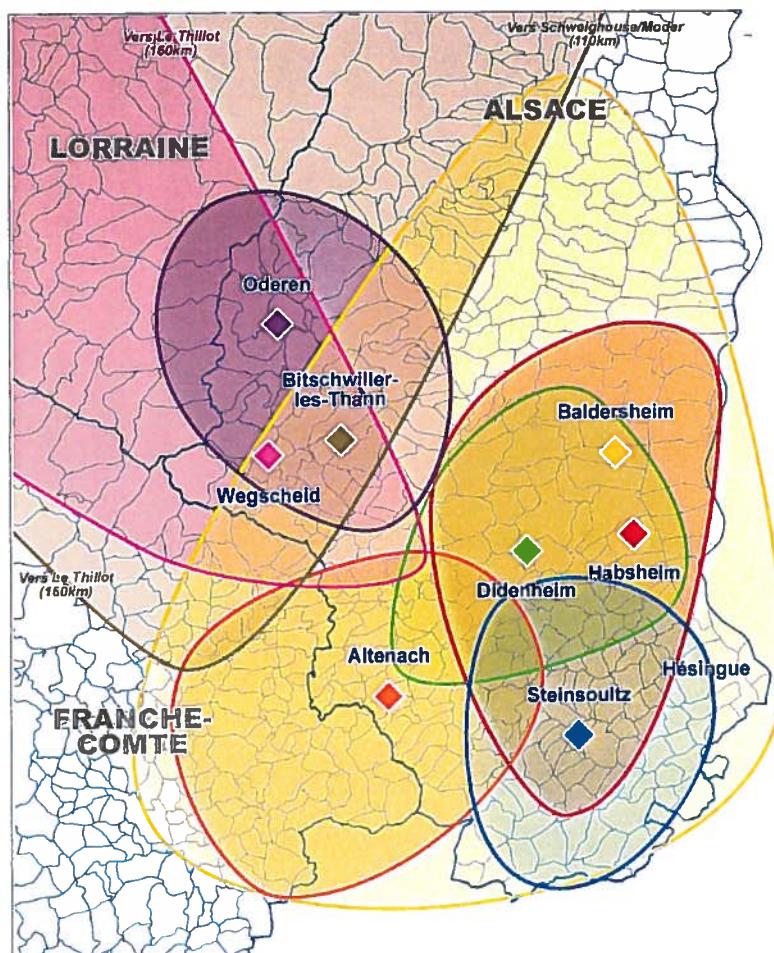 Vers Le Thillot
(160km)
Vers Schweighouse/Moder
(110km)
ALSACE
LORRAINE
Oderen
Bitschwiller-
les-Thann
Baldersheim
Wegscheid
Didenheim
Habsheim
Vers Le Thillot
(160km)
Altenach
Hésingue
Steinsoultz
FRANCHE-
COMTE